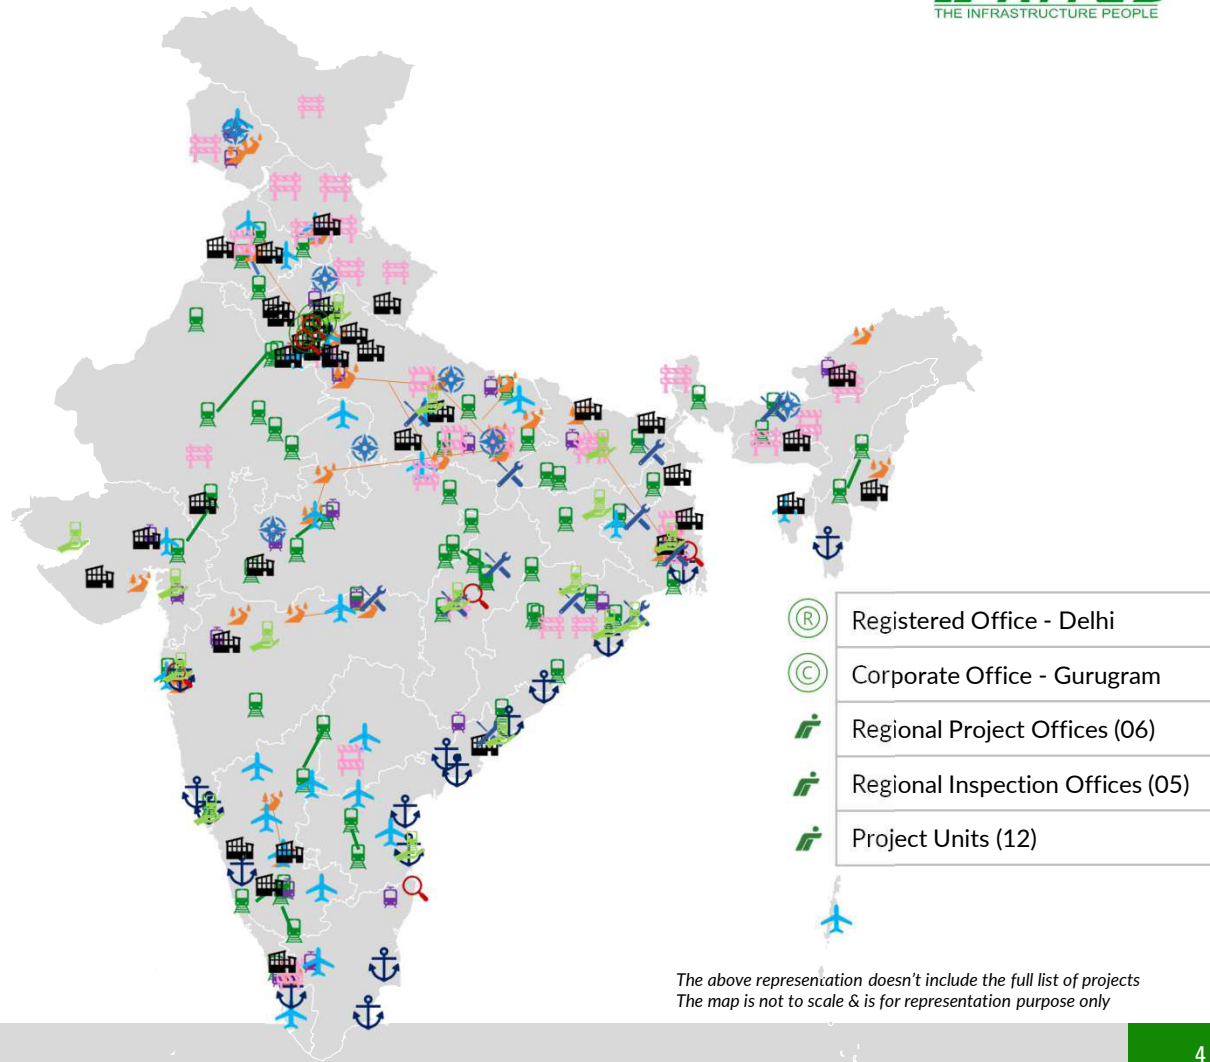 THE INFRASTRUCTURE PEOPLE
R Registered Office - Delhi
C Corporate Office - Gurugram
Regional Project Offices (06)
Regional Inspection Offices (05)
Project Units (12)
The above representation doesn't include the full list of projects
The map is not to scale & is for representation purpose only
4